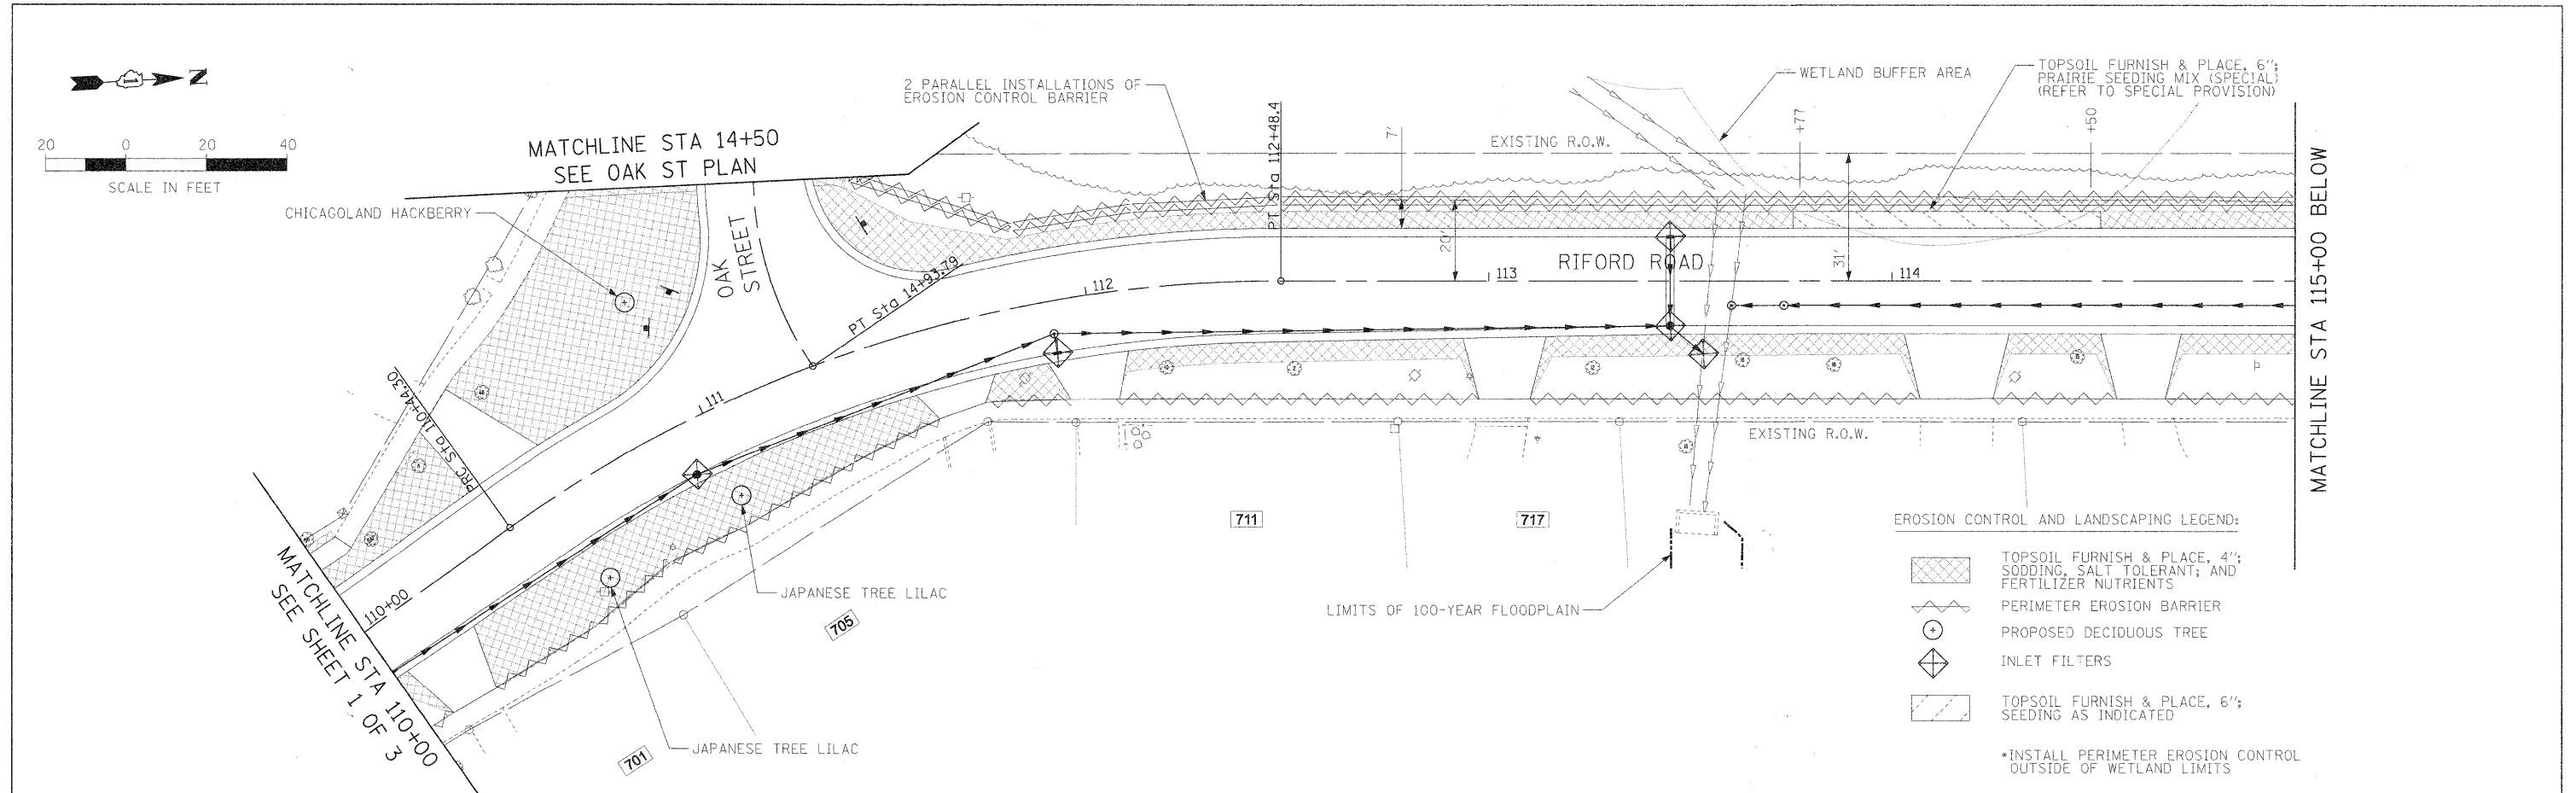 N
20 0 20 40
SCALE IN FEET
MATCHLINE STA 14+50
SEE OAK ST PLAN
CHICAGOLAND HACKBERRY
2 PARALLEL INSTALLATIONS OF
EROSION CONTROL BARRIER
PT Sta 112+48.4
7'
EXISTING R.O.W.
WETLAND BUFFER AREA
+77
+50
TOPSOIL FURNISH & PLACE, 6";
PRAIRIE SEEDING MIX (SPECIAL)
(REFER TO SPECIAL PROVISION)
MATCHLINE STA 115+00 BELOW
OAK
STREET
PT Sta 14+93.79
20'
31'
RIFORD ROAD
110+00
111
112
113
114
PRC Sta 110+44.30
MATCHLINE STA 110+00
SEE SHEET 1 OF 3
EXISTING R.O.W.
711
717
705
701
JAPANESE TREE LILAC
JAPANESE TREE LILAC
LIMITS OF 100-YEAR FLOODPLAIN
EROSION CONTROL AND LANDSCAPING LEGEND:
TOPSOIL FURNISH & PLACE, 4";
SODDING, SALT TOLERANT; AND
FERTILIZER NUTRIENTS
PERIMETER EROSION BARRIER
PROPOSED DECIDUOUS TREE
INLET FILTERS
TOPSOIL FURNISH & PLACE, 6";
SEEDING AS INDICATED
*INSTALL PERIMETER EROSION CONTROL
OUTSIDE OF WETLAND LIMITS